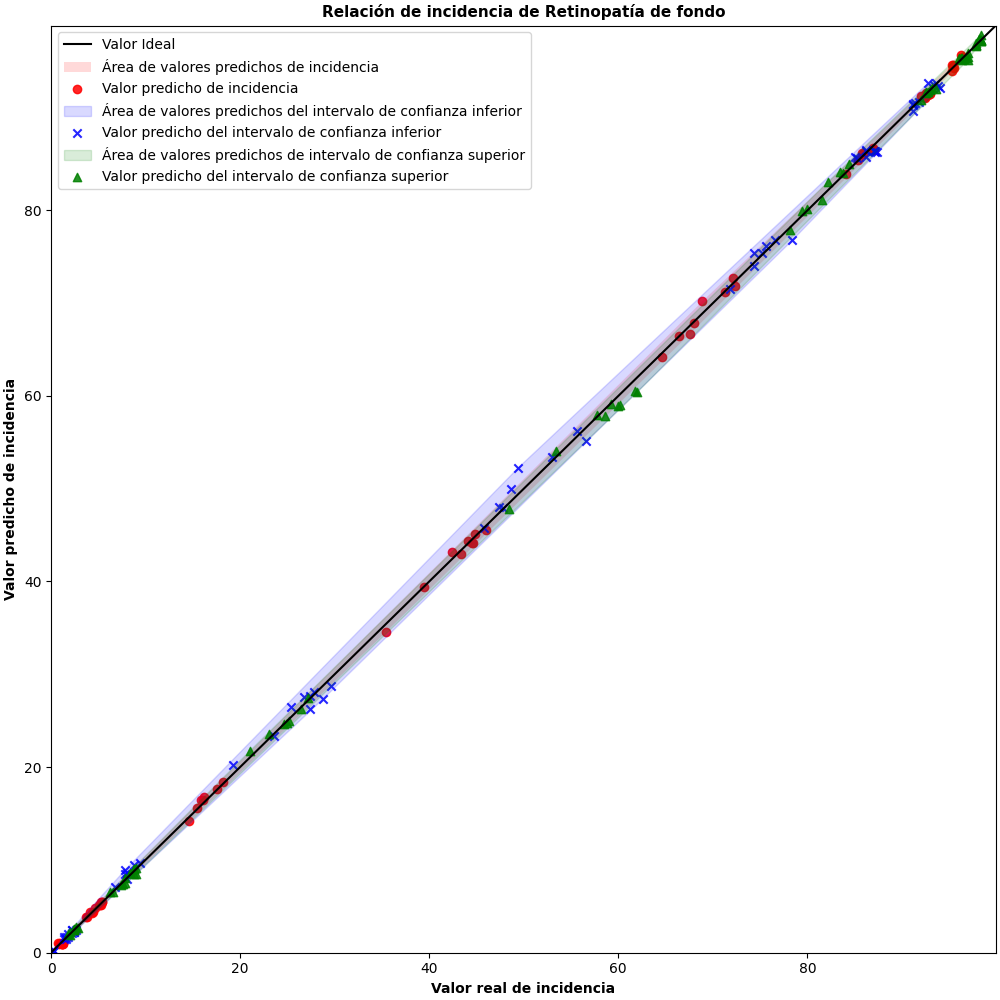 Relación de incidencia de Retinopatía de fondo
Valor Ideal
Área de valores predichos de incidencia
Valor predicho de incidencia
Área de valores predichos del intervalo de confianza inferior
Valor predicho del intervalo de confianza inferior
Área de valores predichos de intervalo de confianza superior
Valor predicho del intervalo de confianza superior
80
60
40
20
0
Valor predicho de incidencia
0 20 40 60 80
Valor real de incidencia